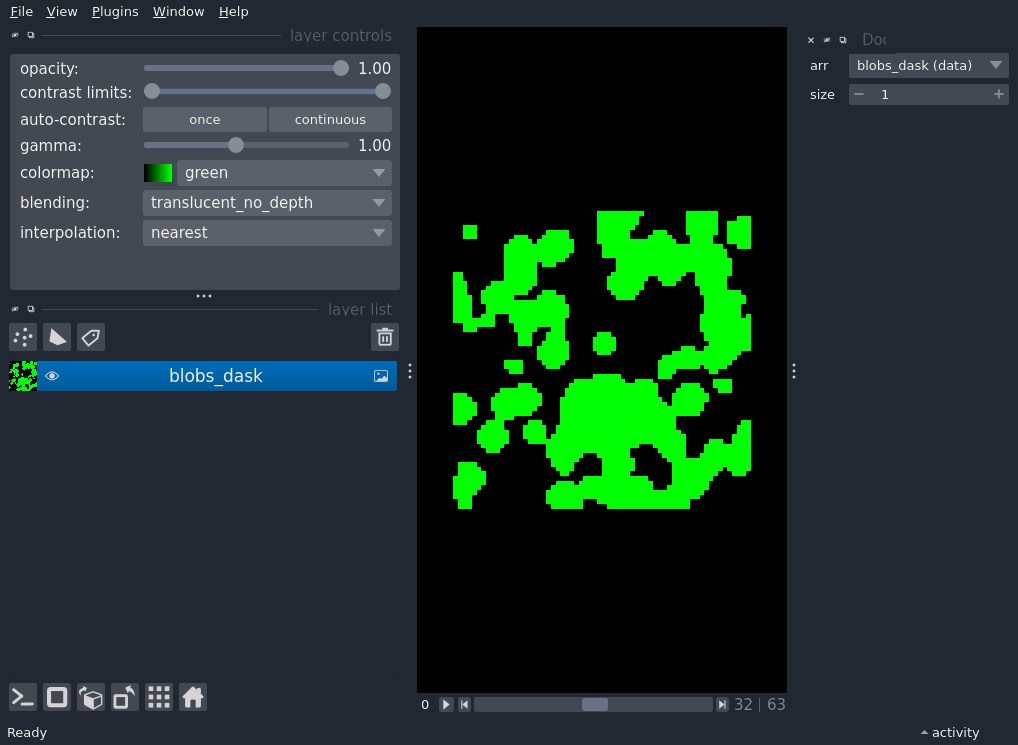 File View Plugins Window Help
layer controls
opacity: 1.00
contrast limits:
auto-contrast: once continuous
gamma: 1.00
colormap: green
blending: translucent_no_depth
interpolation: nearest
layer list
blobs_dask
arr blobs_dask (data)
size 1
0 32 | 63
Ready
activity